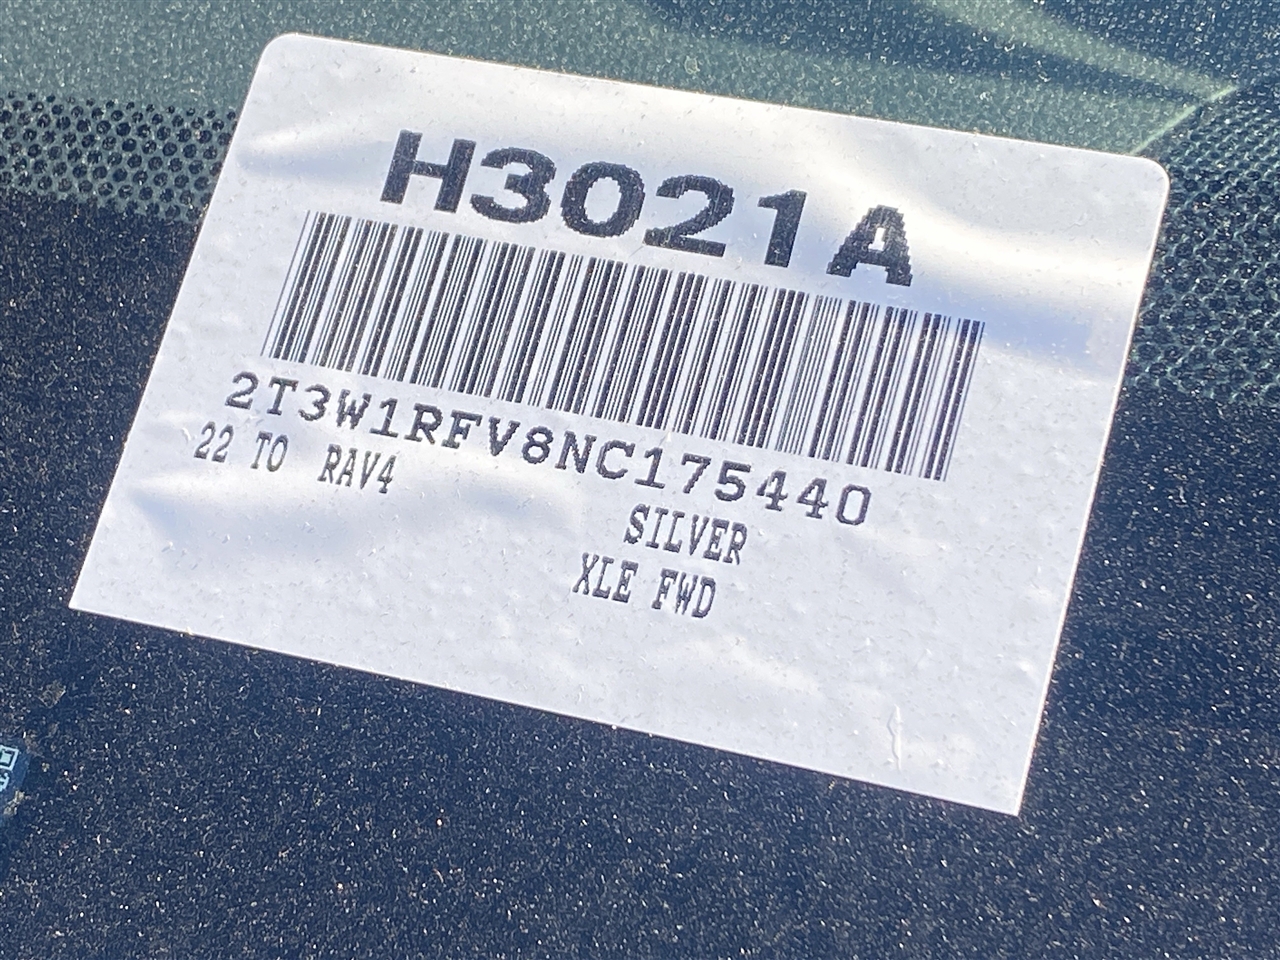 H3021A
2T3W1RFV8NC175440
22 TO RAV4
SILVER
XLE FWD